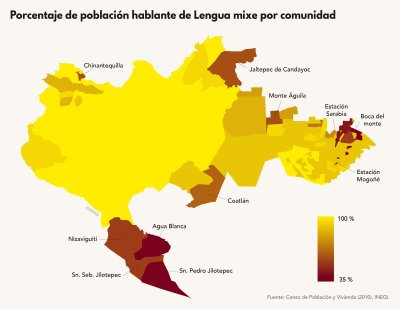 Porcentaje de población hablante de Lengua mixe por comunidad
Chinantequilla
Jaltepec de Candayoc
Monte Águila
Estación
Sarabia
Boca del
monte
Estación
Mogoñé
Coatlán
Agua Blanca
Nizaviguiti
Sn. Seb. Jilotepec
Sn. Pedro Jilotepec
100 %
35 %
Fuente: Censo de Población y Vivienda (2010), INEGI.